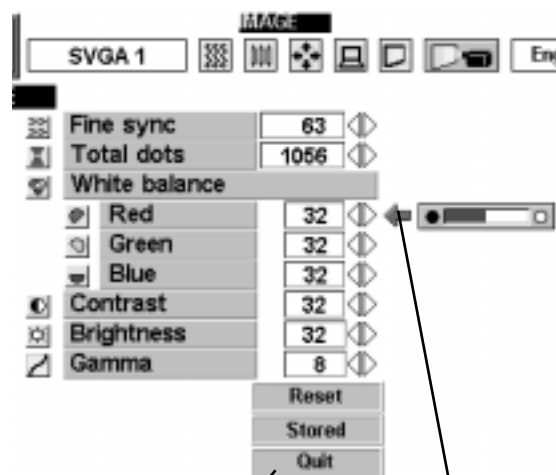 IMAGE
SVGA 1
Eng
Fine sync 63
Total dots 1056
White balance
Red 32
Green 32
Blue 32
Contrast 32
Brightness 32
Gamma 8
Reset
Stored
Quit